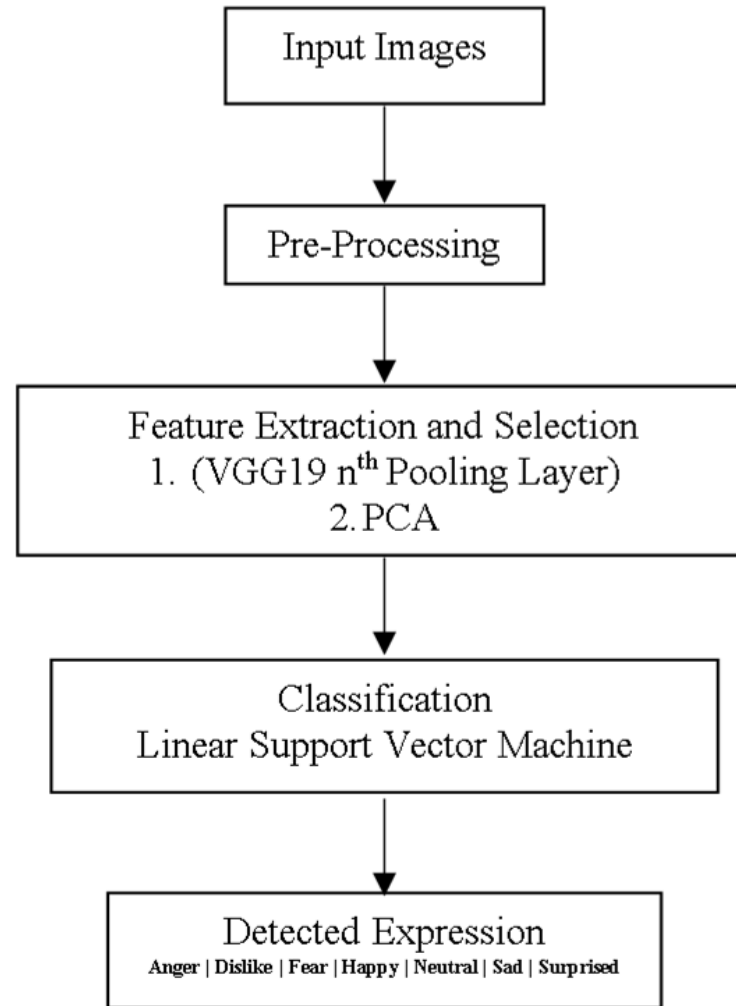 Input Images
Pre-Processing
Feature Extraction and Selection
1. (VGG19 nth Pooling Layer)
2. PCA
Classification
Linear Support Vector Machine
Detected Expression
Anger | Dislike | Fear | Happy | Neutral | Sad | Surprised